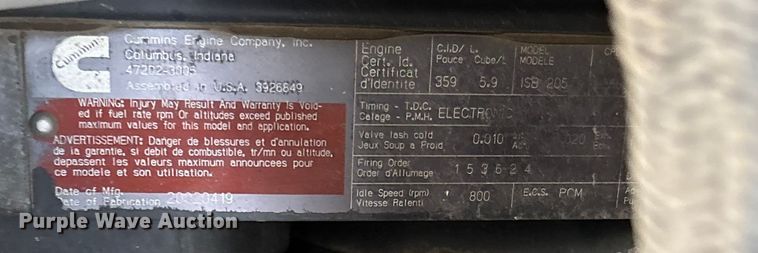 Cummins
Cummins Engine Company, Inc.
Columbus, Indiana
47202-3005
Assembled in U.S.A. 3926849
WARNING: Injury May Result And Warranty Is Void-
ed if fuel rate rpm Or altitudes exceed published
maximum values for this model and application.
ADVERTISSEMENT: Danger de blessures et d'annulation
de la garantie, si debit de combustible, tr/mn ou altitude,
depassent les valeurs maximum announcees pour
ce modele et son utilisation.
Date of Mfg.
Date of Fabrication 20020419
Engine
Cert. Id.
Certificat
d'Identite
C.I.D/ L.
Pouce Cube/L
359 5.9
MODEL
MODELE
ISB 205
Timing - T.D.C.
Calage - P.M.H. ELECTRONIC
Valve lash cold
Jeux Soup a Froid
0.010
Firing Order
Order d'Allumage
1 5 3 6 2 4
Idle Speed (rpm)
Vitesse Ralenti
800
E.C.S. PCM
Purple Wave Auction